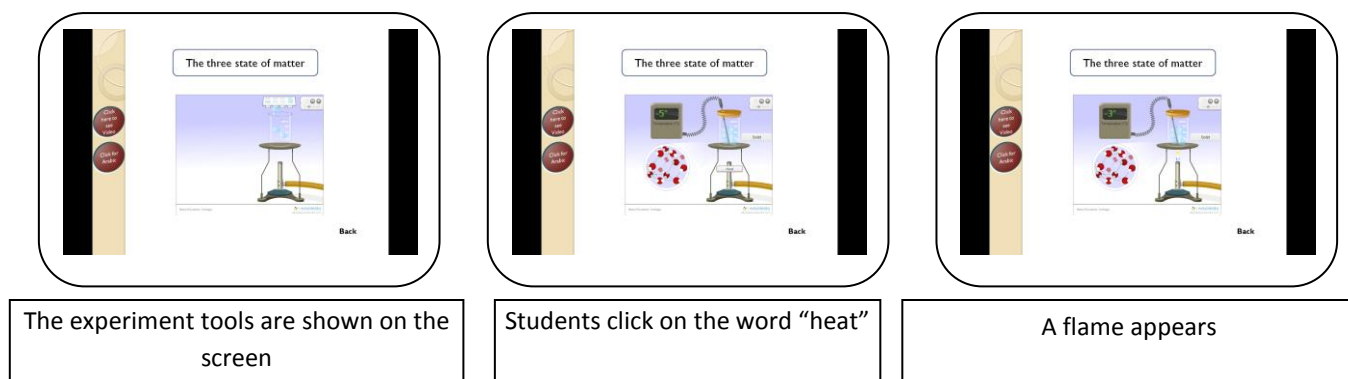 The three state of matter
Click
here to
see
Video
Click for
Arabic
Back
The three state of matter
-5°
Solid
Heat
Click
here to
see
Video
Click for
Arabic
Back
The three state of matter
-3°
Solid
Click
here to
see
Video
Click for
Arabic
Back
The experiment tools are shown on the
screen
Students click on the word “heat”
A flame appears